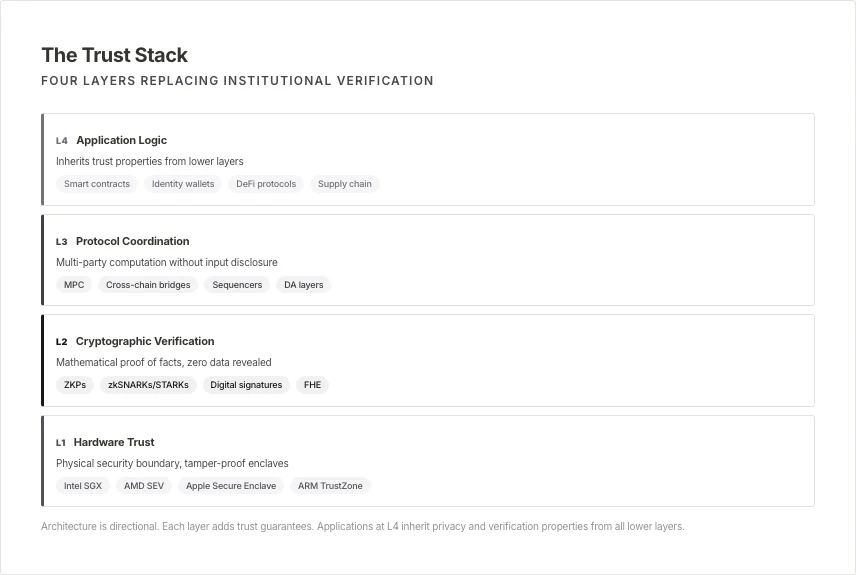 The Trust Stack
FOUR LAYERS REPLACING INSTITUTIONAL VERIFICATION
L4 Application Logic
Inherits trust properties from lower layers
Smart contracts Identity wallets DeFi protocols Supply chain
L3 Protocol Coordination
Multi-party computation without input disclosure
MPC Cross-chain bridges Sequencers DA layers
L2 Cryptographic Verification
Mathematical proof of facts, zero data revealed
ZKPs zkSNARKs/STARKs Digital signatures FHE
L1 Hardware Trust
Physical security boundary, tamper-proof enclaves
Intel SGX AMD SEV Apple Secure Enclave ARM TrustZone
Architecture is directional. Each layer adds trust guarantees. Applications at L4 inherit privacy and verification properties from all lower layers.